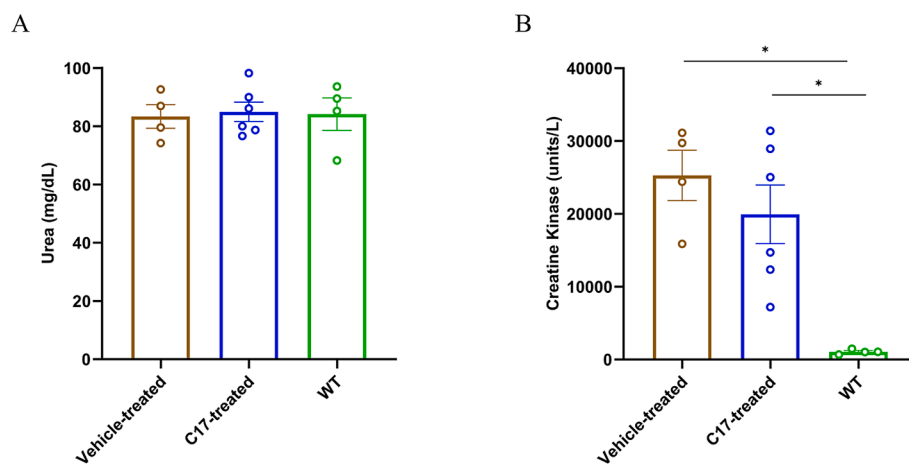 A
Urea (mg/dL)
100
80
60
40
20
0
Vehicle-treated
C17-treated
WT
B
Creatine Kinase (units/L)
40000
30000
20000
10000
0
*
*
Vehicle-treated
C17-treated
WT